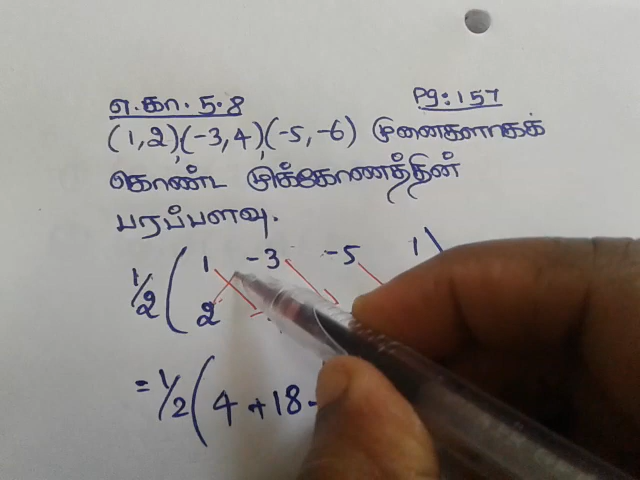 எ.கா. 5.8 Pg: 157
(1,2),(-3,4),(-5,-6) முனைகளாகக்
கொண்ட முக்கோணத்தின்
பரப்பளவு.
1/2 ( 1 -3 -5 1 )
2
= 1/2 ( 4 + 18 -